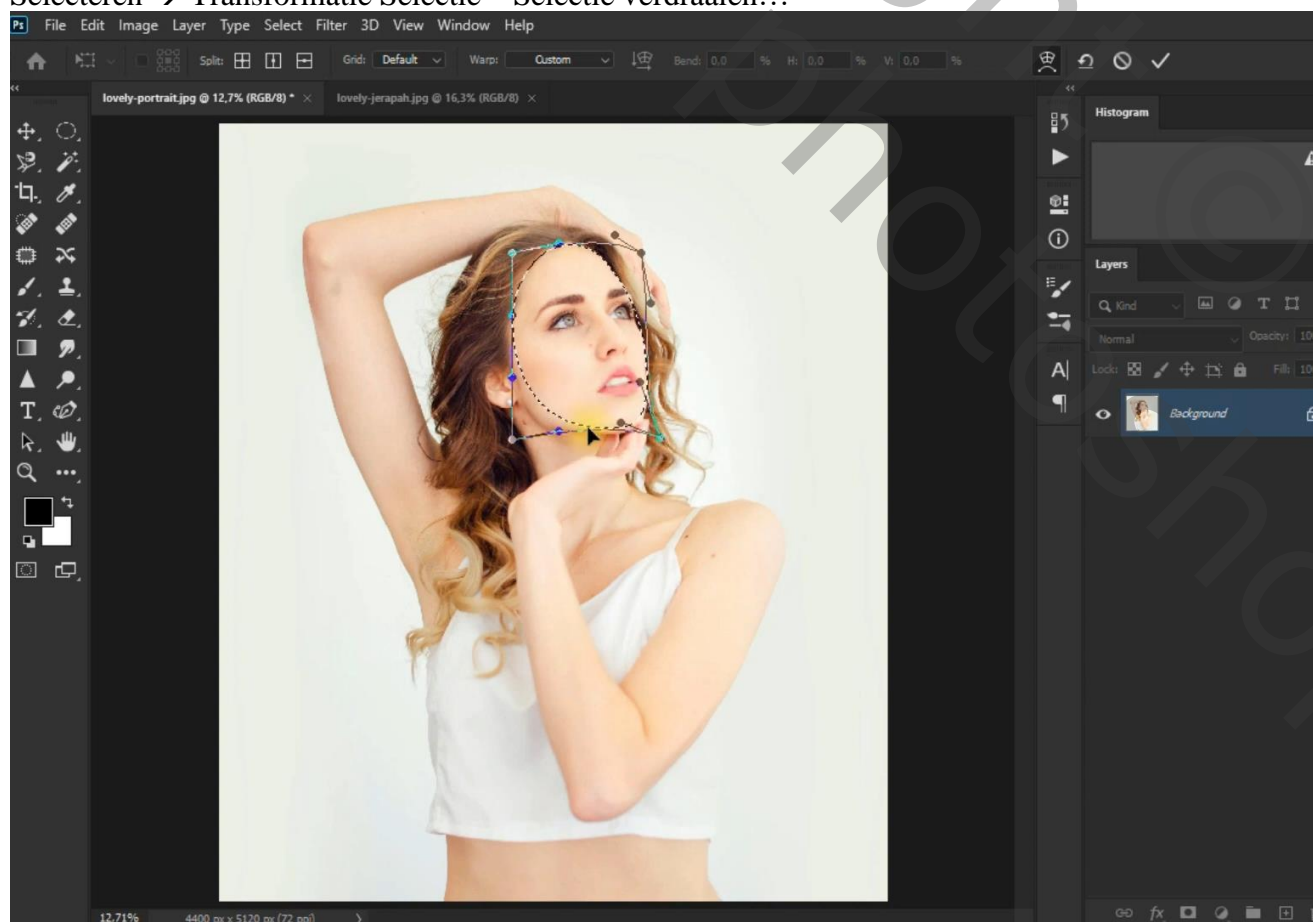 Selecteren → Transformatie Selectie – Selectie verdraaien…
Ps File Edit Image Layer Type Select Filter 3D View Window Help
Split: Grid: Default Warp: Custom Bend: 0,0 % H: 0,0 % V: 0,0 %
lovely-portrait.jpg @ 12,7% (RGB/8) * × lovely-jerapah.jpg @ 16,3% (RGB/8) ×
Histogram
Layers
Kind
Normal Opacity: 100
Lock: Fill: 100
Background
12,71% 4400 px x 5120 px (72 ppi)